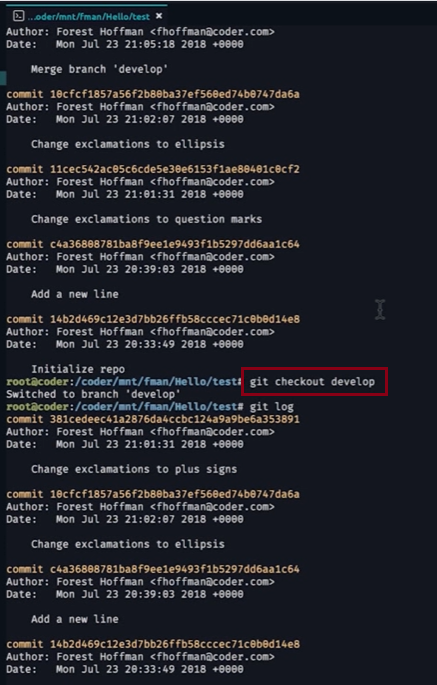 ...oder/mnt/fman/Hello/test ×
Author: Forest Hoffman <fhoffman@coder.com>
Date:   Mon Jul 23 21:05:18 2018 +0000
Merge branch 'develop'
commit 10cfcf1857a56f2b80ba37ef560ed74b0747da6a
Author: Forest Hoffman <fhoffman@coder.com>
Date:   Mon Jul 23 21:02:07 2018 +0000
Change exclamations to ellipsis
commit 11cec542ac05c6cde5e30e6153f1ae80401c0cf2
Author: Forest Hoffman <fhoffman@coder.com>
Date:   Mon Jul 23 21:01:31 2018 +0000
Change exclamations to question marks
commit c4a36808781ba8f9ee1e9493f1b5297dd6aa1c64
Author: Forest Hoffman <fhoffman@coder.com>
Date:   Mon Jul 23 20:39:03 2018 +0000
Add a new line
commit 14b2d469c12e3d7bb26ffb58cccec71c0b0d14e8
Author: Forest Hoffman <fhoffman@coder.com>
Date:   Mon Jul 23 20:33:49 2018 +0000
Initialize repo
root@coder:/coder/mnt/fman/Hello/test# git checkout develop
Switched to branch 'develop'
root@coder:/coder/mnt/fman/Hello/test# git log
commit 381cedeec41a2876da4ccbc124a9a9be6a353891
Author: Forest Hoffman <fhoffman@coder.com>
Date:   Mon Jul 23 21:01:31 2018 +0000
Change exclamations to plus signs
commit 10cfcf1857a56f2b80ba37ef560ed74b0747da6a
Author: Forest Hoffman <fhoffman@coder.com>
Date:   Mon Jul 23 21:02:07 2018 +0000
Change exclamations to ellipsis
commit c4a36808781ba8f9ee1e9493f1b5297dd6aa1c64
Author: Forest Hoffman <fhoffman@coder.com>
Date:   Mon Jul 23 20:39:03 2018 +0000
Add a new line
commit 14b2d469c12e3d7bb26ffb58cccec71c0b0d14e8
Author: Forest Hoffman <fhoffman@coder.com>
Date:   Mon Jul 23 20:33:49 2018 +0000